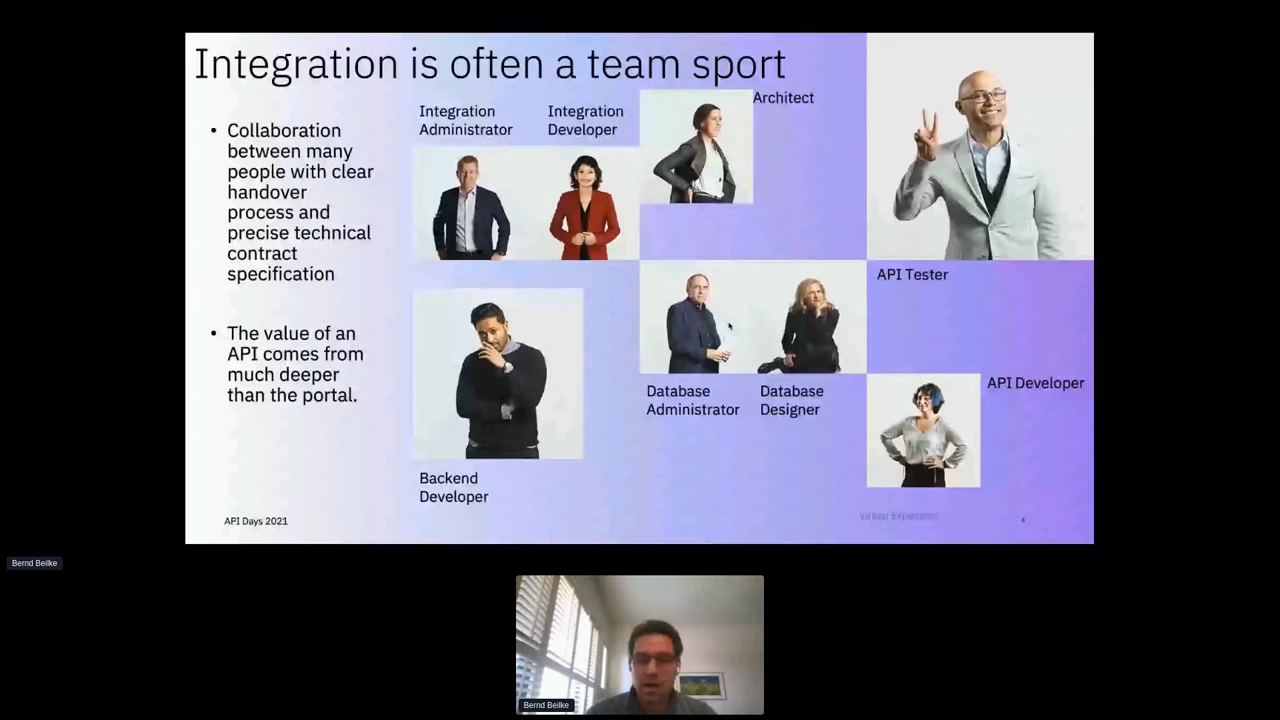 Integration is often a team sport
• Collaboration
between many
people with clear
handover
process and
precise technical
contract
specification
• The value of an
API comes from
much deeper
than the portal.
Integration
Administrator
Integration
Developer
Architect
API Tester
Database
Administrator
Database
Designer
API Developer
Backend
Developer
API Days 2021
Virtual Experience
Bernd Beilke
Bernd Beilke